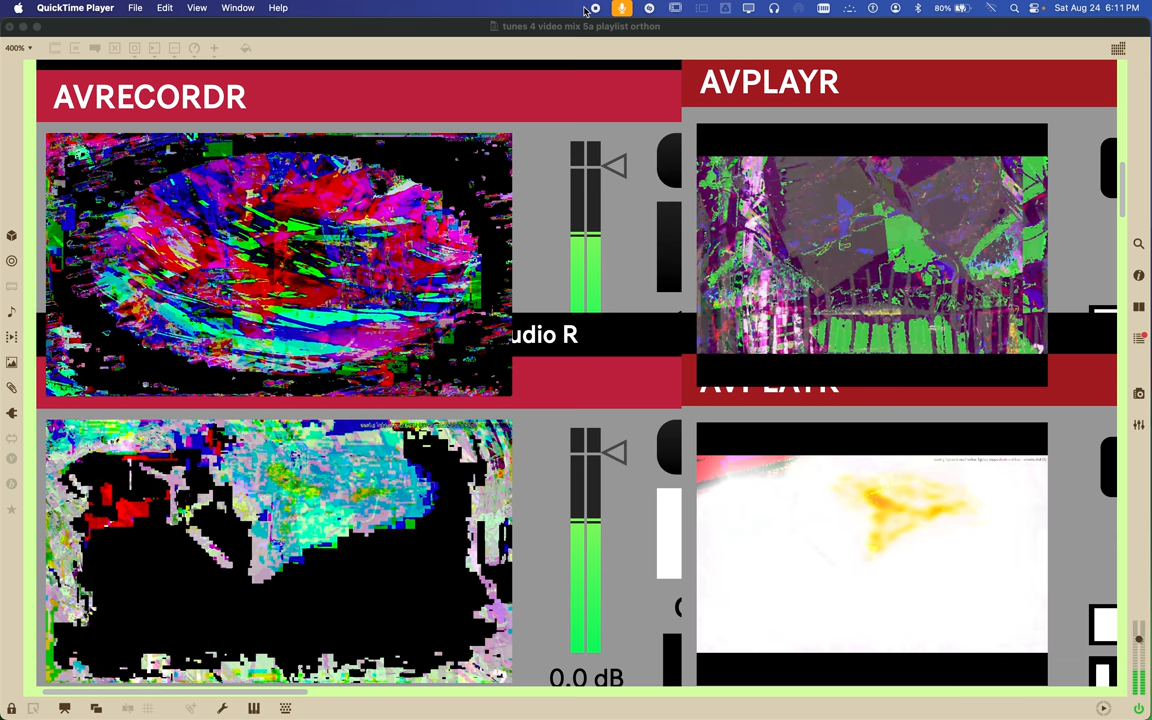 QuickTime Player File Edit View Window Help
80% Sat Aug 24 6:11 PM
tunes 4 video mix 5a playlist orthon
400%
AVRECORDR
AVPLAYR
udio R
AVPLAYR
0.0 dB